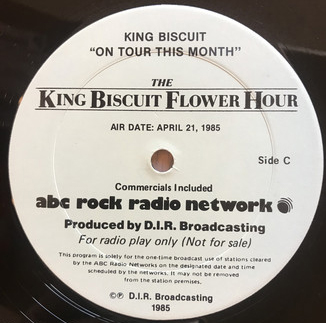 KING BISCUIT
"ON TOUR THIS MONTH"
THE
KING BISCUIT FLOWER HOUR
AIR DATE: APRIL 21, 1985
Side C
Commercials Included
abc rock radio network
Produced by D.I.R. Broadcasting
For radio play only (Not for sale)
This program is solely for the one-time broadcast use of stations cleared
by the ABC Radio Networks on the designated date and time
scheduled by the networks. It may not be removed
from the station premises.
©℗ D.I.R. Broadcasting
1985